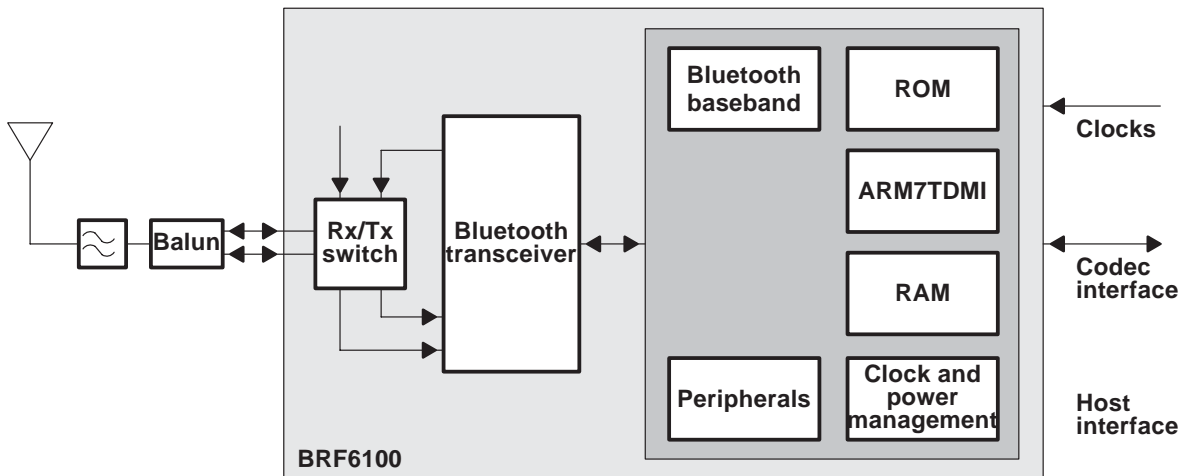 Bluetooth
baseband
ROM
Clocks
ARM7TDMI
Balun
Rx/Tx
switch
Bluetooth
transceiver
Codec
interface
RAM
Peripherals
Clock and
power
management
Host
interface
BRF6100